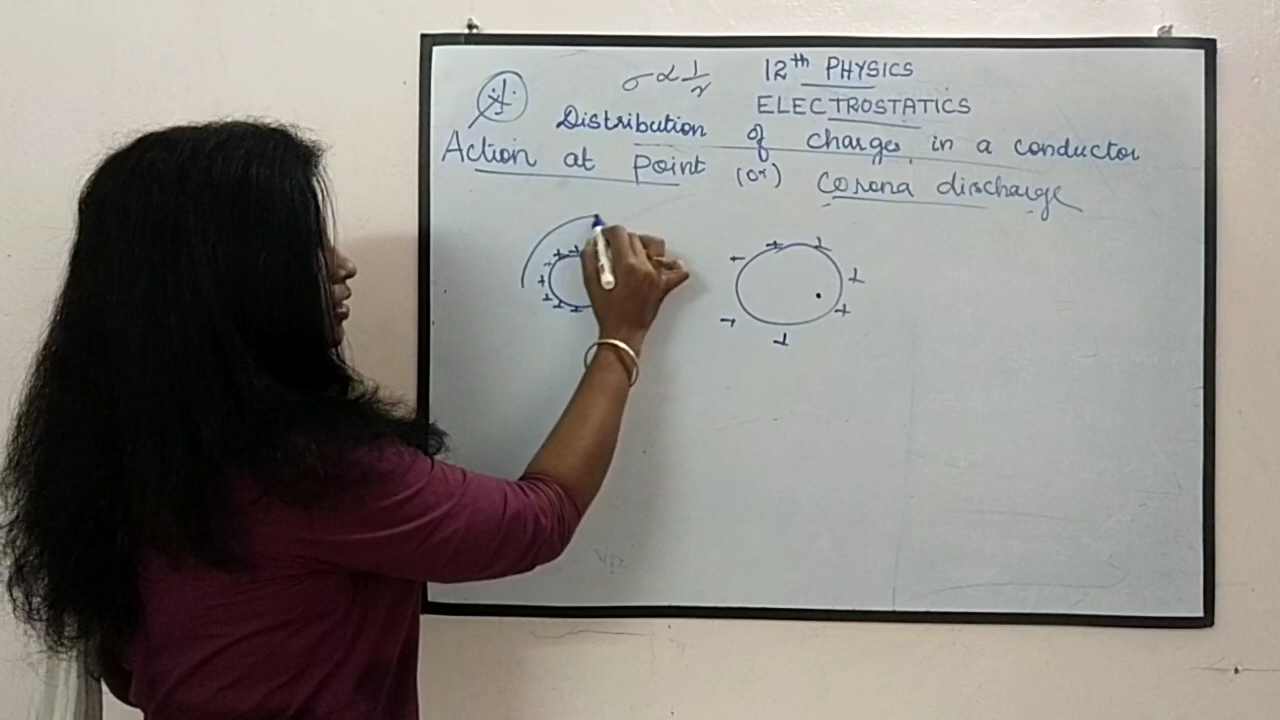 σ ∝ 1/r
12th PHYSICS
ELECTROSTATICS
Distribution of charges in a conductor
Action at point (or) corona discharge